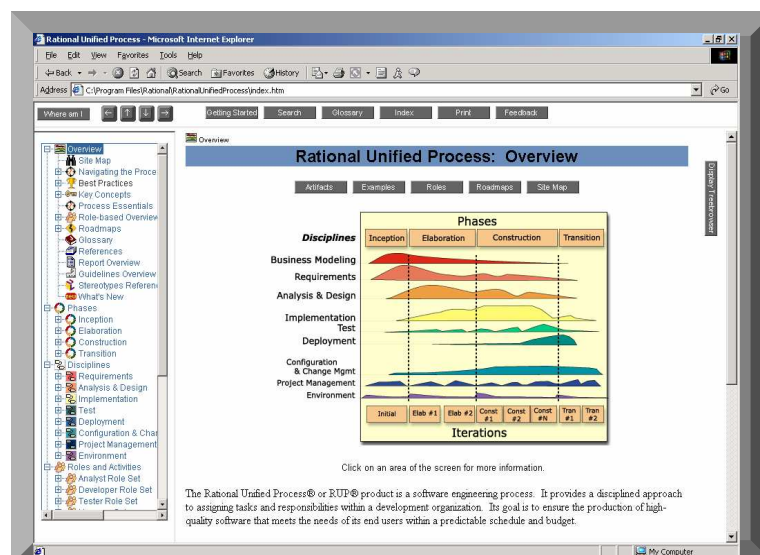 Rational Unified Process - Microsoft Internet Explorer
File Edit View Favorites Tools Help
Back Search Favorites History
Address C:\Program Files\Rational\RationalUnifiedProcess\index.htm Go
Where am I Getting Started Search Glossary Index Print Feedback
Overview
Site Map
Navigating the Proce
Best Practices
Key Concepts
Process Essentials
Role-based Overview
Roadmaps
Glossary
References
Report Overview
Guidelines Overview
Stereotypes Referen
What's New
Phases
Inception
Elaboration
Construction
Transition
Disciplines
Requirements
Analysis & Design
Implementation
Test
Deployment
Configuration & Char
Project Management
Environment
Roles and Activities
Analyst Role Set
Developer Role Set
Tester Role Set
Overview
Rational Unified Process: Overview
Artifacts Examples Roles Roadmaps Site Map
Display Treebrowser
Phases
Disciplines Inception Elaboration Construction Transition
Business Modeling
Requirements
Analysis & Design
Implementation
Test
Deployment
Configuration
& Change Mgmt
Project Management
Environment
Initial Elab #1 Elab #2 Const #1 Const #2 Const #N Tran #1 Tran #2
Iterations
Click on an area of the screen for more information.
The Rational Unified Process® or RUP® product is a software engineering process. It provides a disciplined approach
to assigning tasks and responsibilities within a development organization. Its goal is to ensure the production of high-
quality software that meets the needs of its end users within a predictable schedule and budget.
My Computer